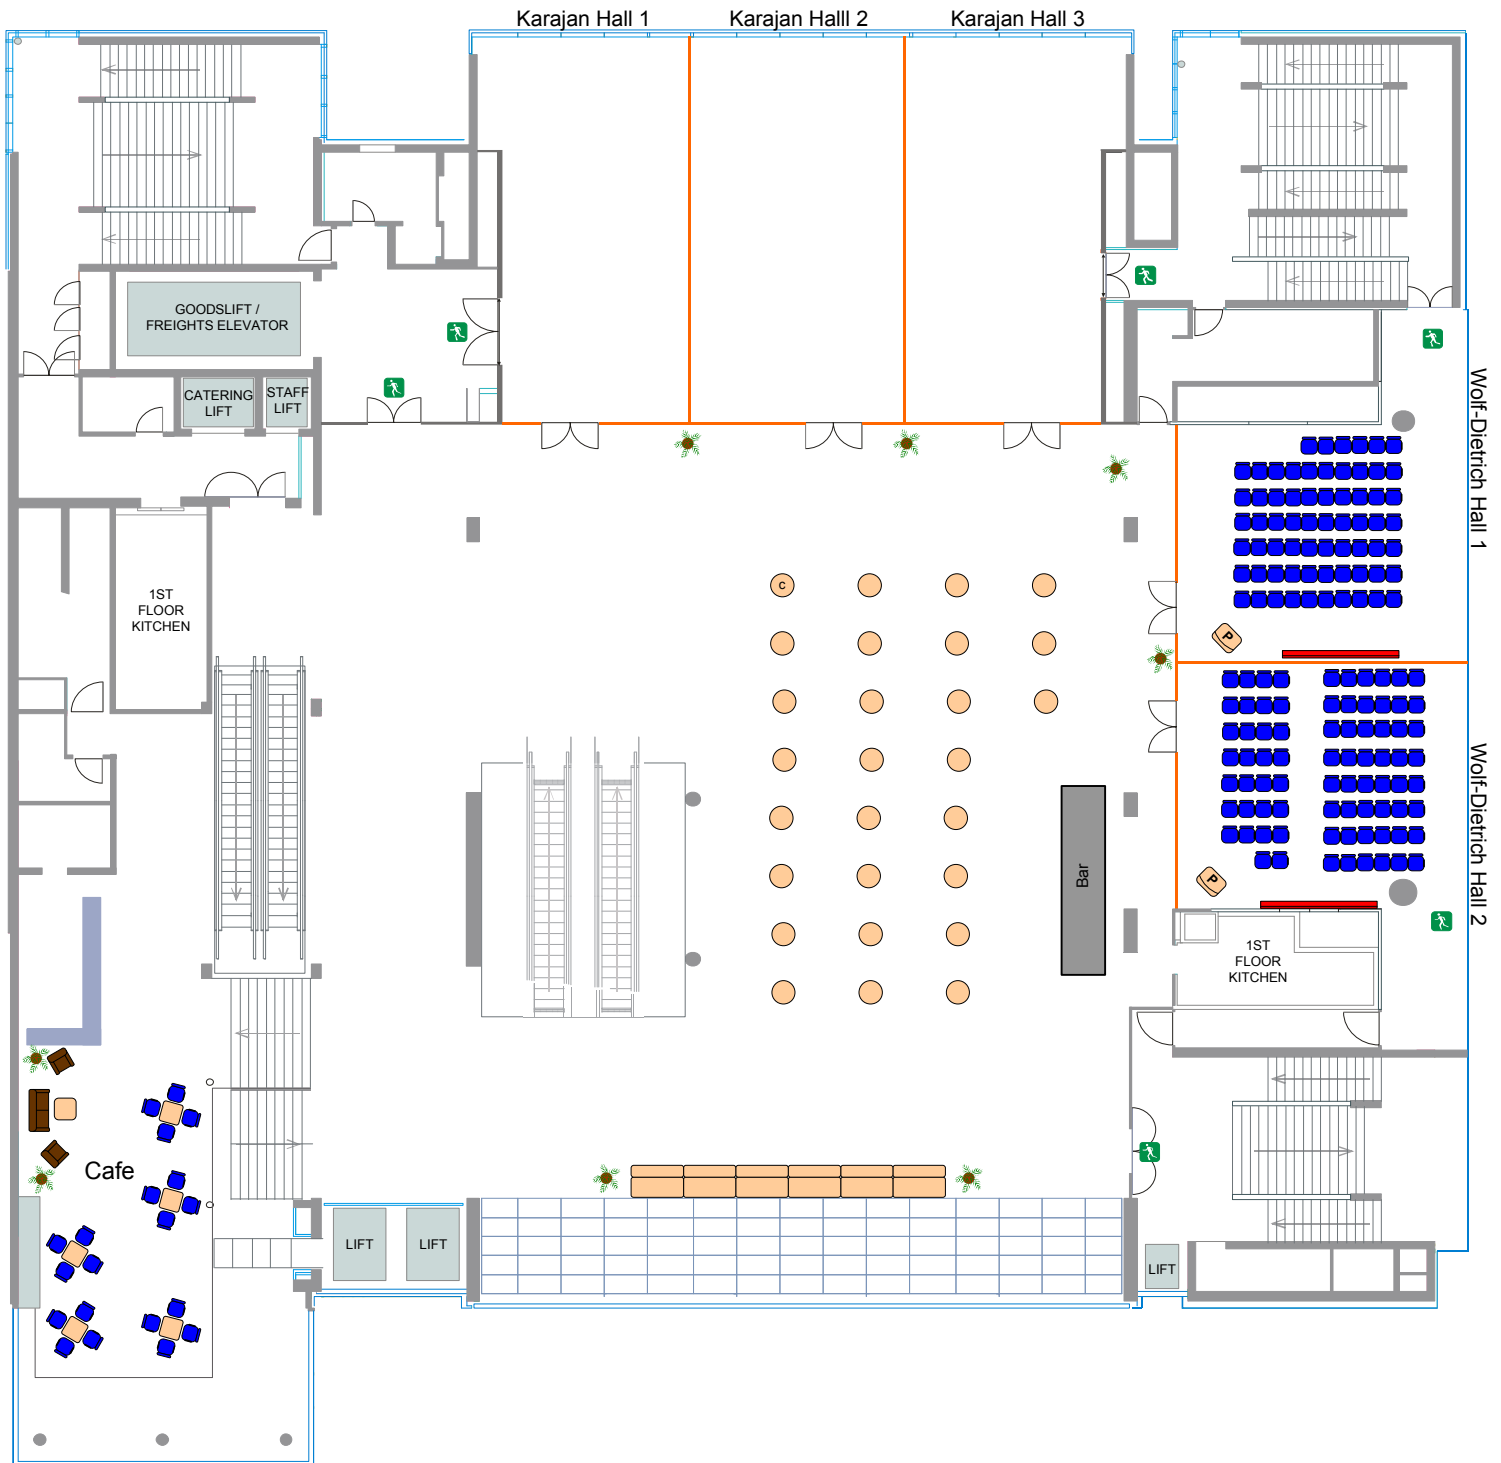 Karajan Hall 1
Karajan Halll 2
Karajan Hall 3
GOODSLIFT /
FREIGHTS ELEVATOR
CATERING
LIFT
STAFF
LIFT
Wolf-Dietrich Hall 1
1ST
FLOOR
KITCHEN
C
P
Wolf-Dietrich Hall 2
Bar
P
1ST
FLOOR
KITCHEN
Cafe
LIFT
LIFT
LIFT